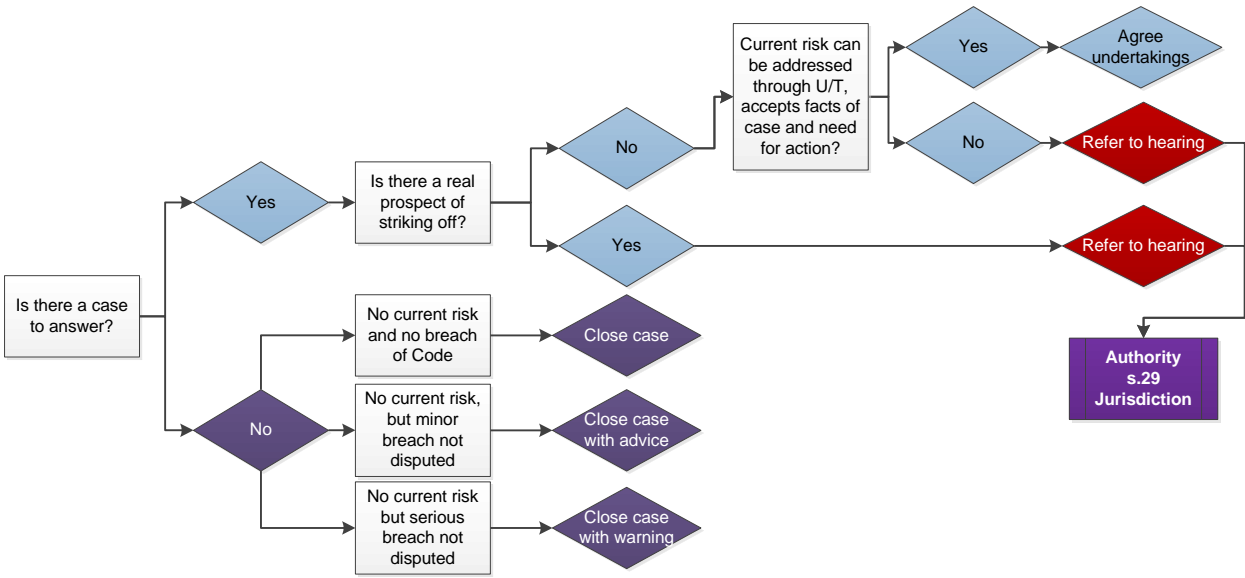 Is there a case
to answer?
Yes
Is there a real
prospect of
striking off?
No
Current risk can
be addressed
through U/T,
accepts facts of
case and need
for action?
Yes
Agree
undertakings
No
Refer to hearing
Yes
Refer to hearing
Authority
s.29
Jurisdiction
No
No current risk
and no breach
of Code
Close case
No current risk,
but minor
breach not
disputed
Close case
with advice
No current risk
but serious
breach not
disputed
Close case
with warning